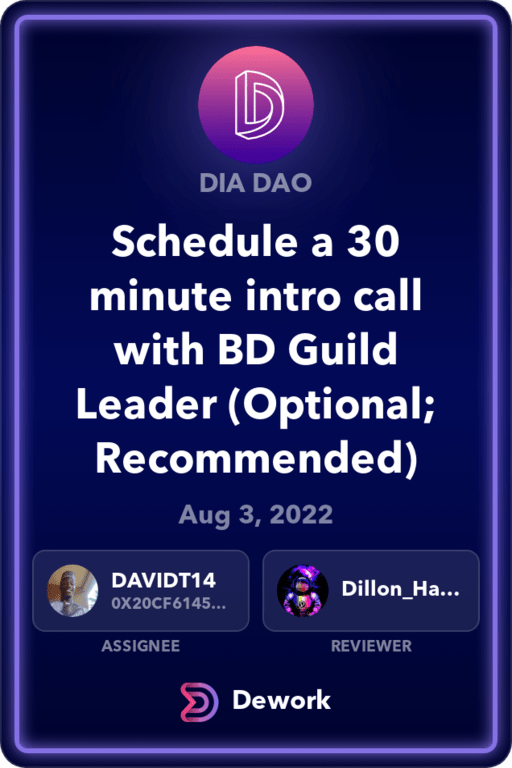 DIA DAO
Schedule a 30
minute intro call
with BD Guild
Leader (Optional;
Recommended)
Aug 3, 2022
DAVIDT14
0X20CF6145...
Dillon_Ha...
ASSIGNEE
REVIEWER
Dework